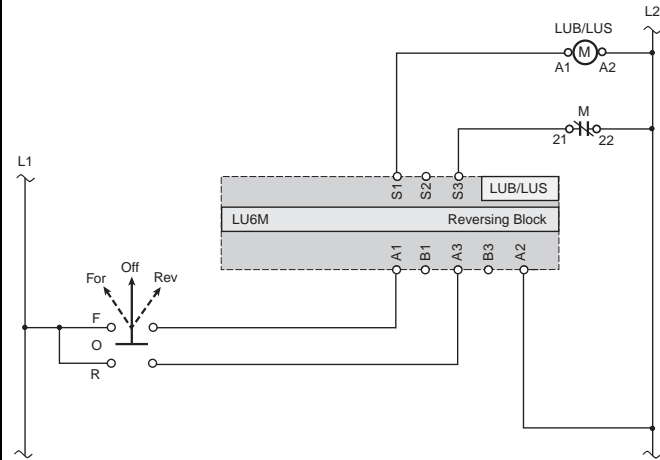 L2
LUB/LUS
M
A1 A2
M
21 22
L1
S1 S2 S3 LUB/LUS
LU6M Reversing Block
A1 B1 A3 B3 A2
Off
For Rev
F
O
R